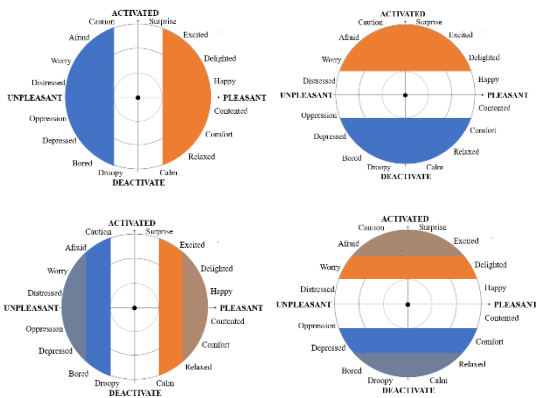 ACTIVATED
Caution Surprise
Afraid Excited
Worry Delighted
Distressed Happy
UNPLEASANT PLEASANT
Oppression Contented
Depressed Comfort
Bored Relaxed
Droopy Calm
DEACTIVATE
ACTIVATED
Caution Surprise
Afraid Excited
Worry Delighted
Distressed Happy
UNPLEASANT PLEASANT
Oppression Contented
Depressed Comfort
Bored Relaxed
Droopy Calm
DEACTIVATE
ACTIVATED
Caution Surprise
Afraid Excited
Worry Delighted
Distressed Happy
UNPLEASANT PLEASANT
Oppression Contented
Depressed Comfort
Bored Relaxed
Droopy Calm
DEACTIVATE
ACTIVATED
Caution Surprise
Afraid Excited
Worry Delighted
Distressed Happy
UNPLEASANT PLEASANT
Oppression Contented
Depressed Comfort
Bored Relaxed
Droopy Calm
DEACTIVATE